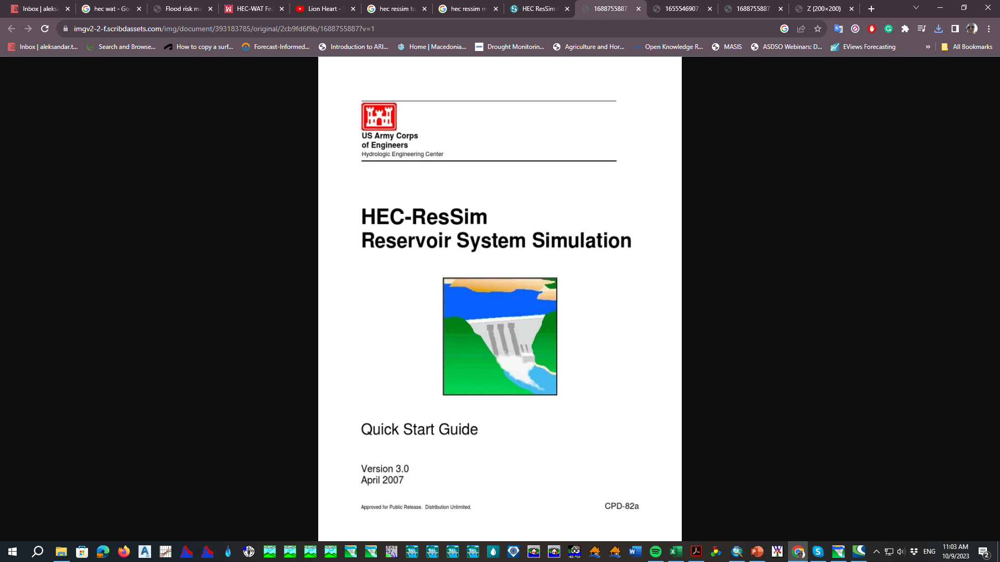 Inbox | aleksa
hec wat - Go
Flood risk ma
HEC-WAT Fea
Lion Heart - Y
hec ressim tu
hec ressim m
HEC ResSim
1688755887
1655546907
1688755887
Z (200×200)
imgv2-2-f.scribdassets.com/img/document/393183785/original/2cb9fd6f9b/1688755887?v=1
Inbox | aleksandar.t...
Search and Browse...
How to copy a surf...
Forecast-Informed...
Introduction to ARI...
Home | Macedonia...
Drought Monitorin...
Agriculture and Hor...
Open Knowledge R...
MASIS
ASDSO Webinars: D...
EViews Forecasting
»
All Bookmarks
US Army Corps
of Engineers
Hydrologic Engineering Center
HEC-ResSim
Reservoir System Simulation
Quick Start Guide
Version 3.0
April 2007
Approved for Public Release. Distribution Unlimited.
CPD-82a
ENG
11:03 AM
10/9/2023
2